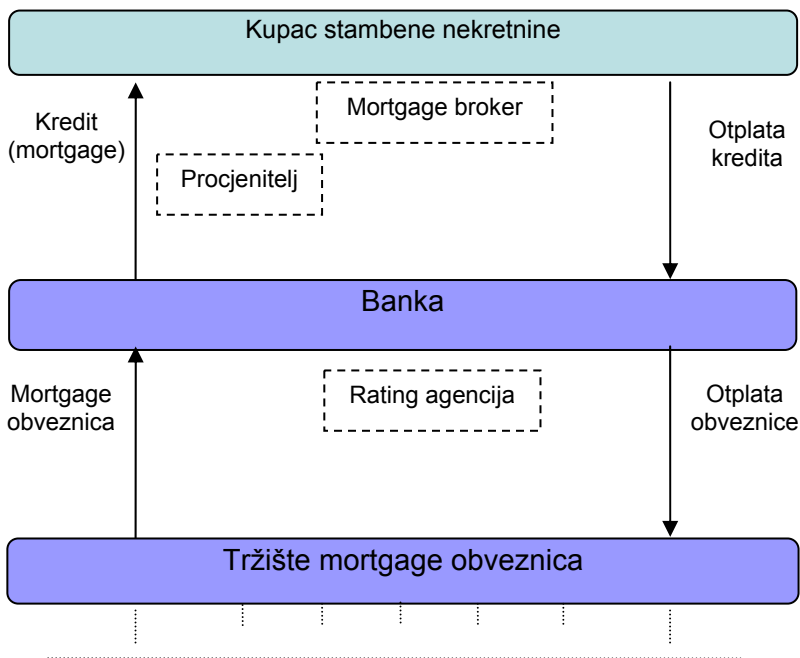 Kupac stambene nekretnine
Mortgage broker
Kredit
(mortgage)
Otplata
kredita
Procjenitelj
Banka
Mortgage
obveznica
Rating agencija
Otplata
obveznice
Tržište mortgage obveznica